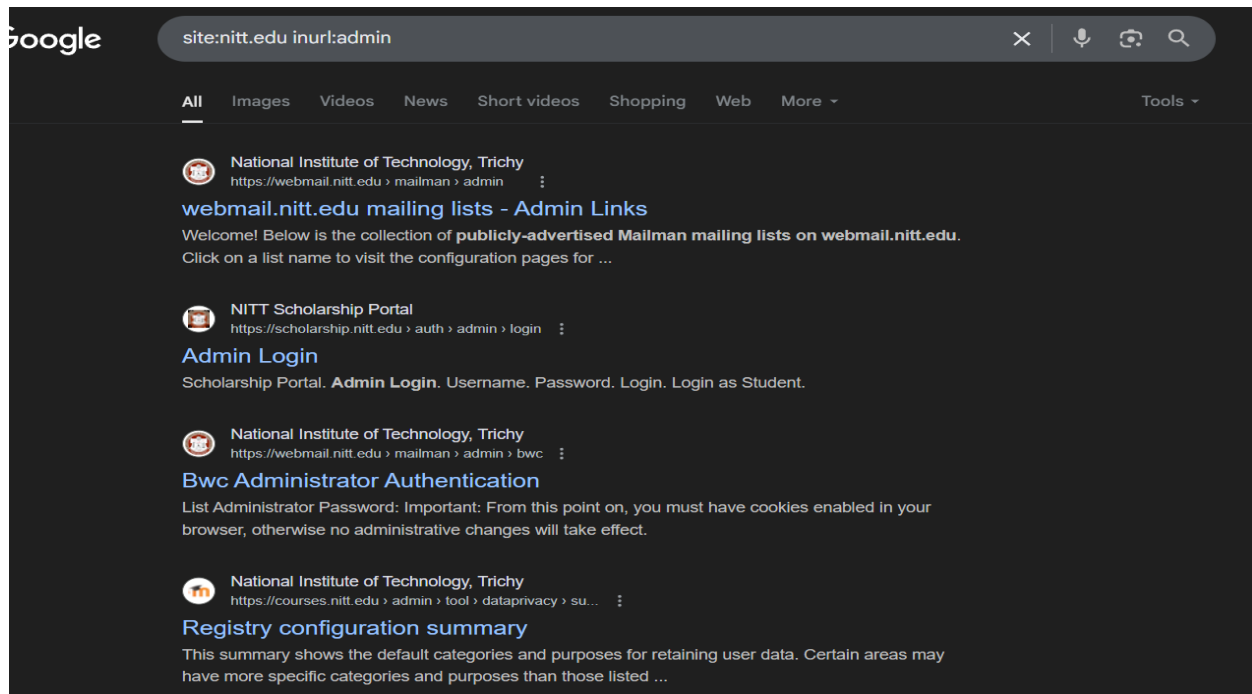 Google
site:nitt.edu inurl:admin
All Images Videos News Short videos Shopping Web More Tools
National Institute of Technology, Trichy
https://webmail.nitt.edu › mailman › admin
webmail.nitt.edu mailing lists - Admin Links
Welcome! Below is the collection of publicly-advertised Mailman mailing lists on webmail.nitt.edu.
Click on a list name to visit the configuration pages for ...
NITT Scholarship Portal
https://scholarship.nitt.edu › auth › admin › login
Admin Login
Scholarship Portal. Admin Login. Username. Password. Login. Login as Student.
National Institute of Technology, Trichy
https://webmail.nitt.edu › mailman › admin › bwc
Bwc Administrator Authentication
List Administrator Password: Important: From this point on, you must have cookies enabled in your
browser, otherwise no administrative changes will take effect.
National Institute of Technology, Trichy
https://courses.nitt.edu › admin › tool › dataprivacy › su...
Registry configuration summary
This summary shows the default categories and purposes for retaining user data. Certain areas may
have more specific categories and purposes than those listed ...